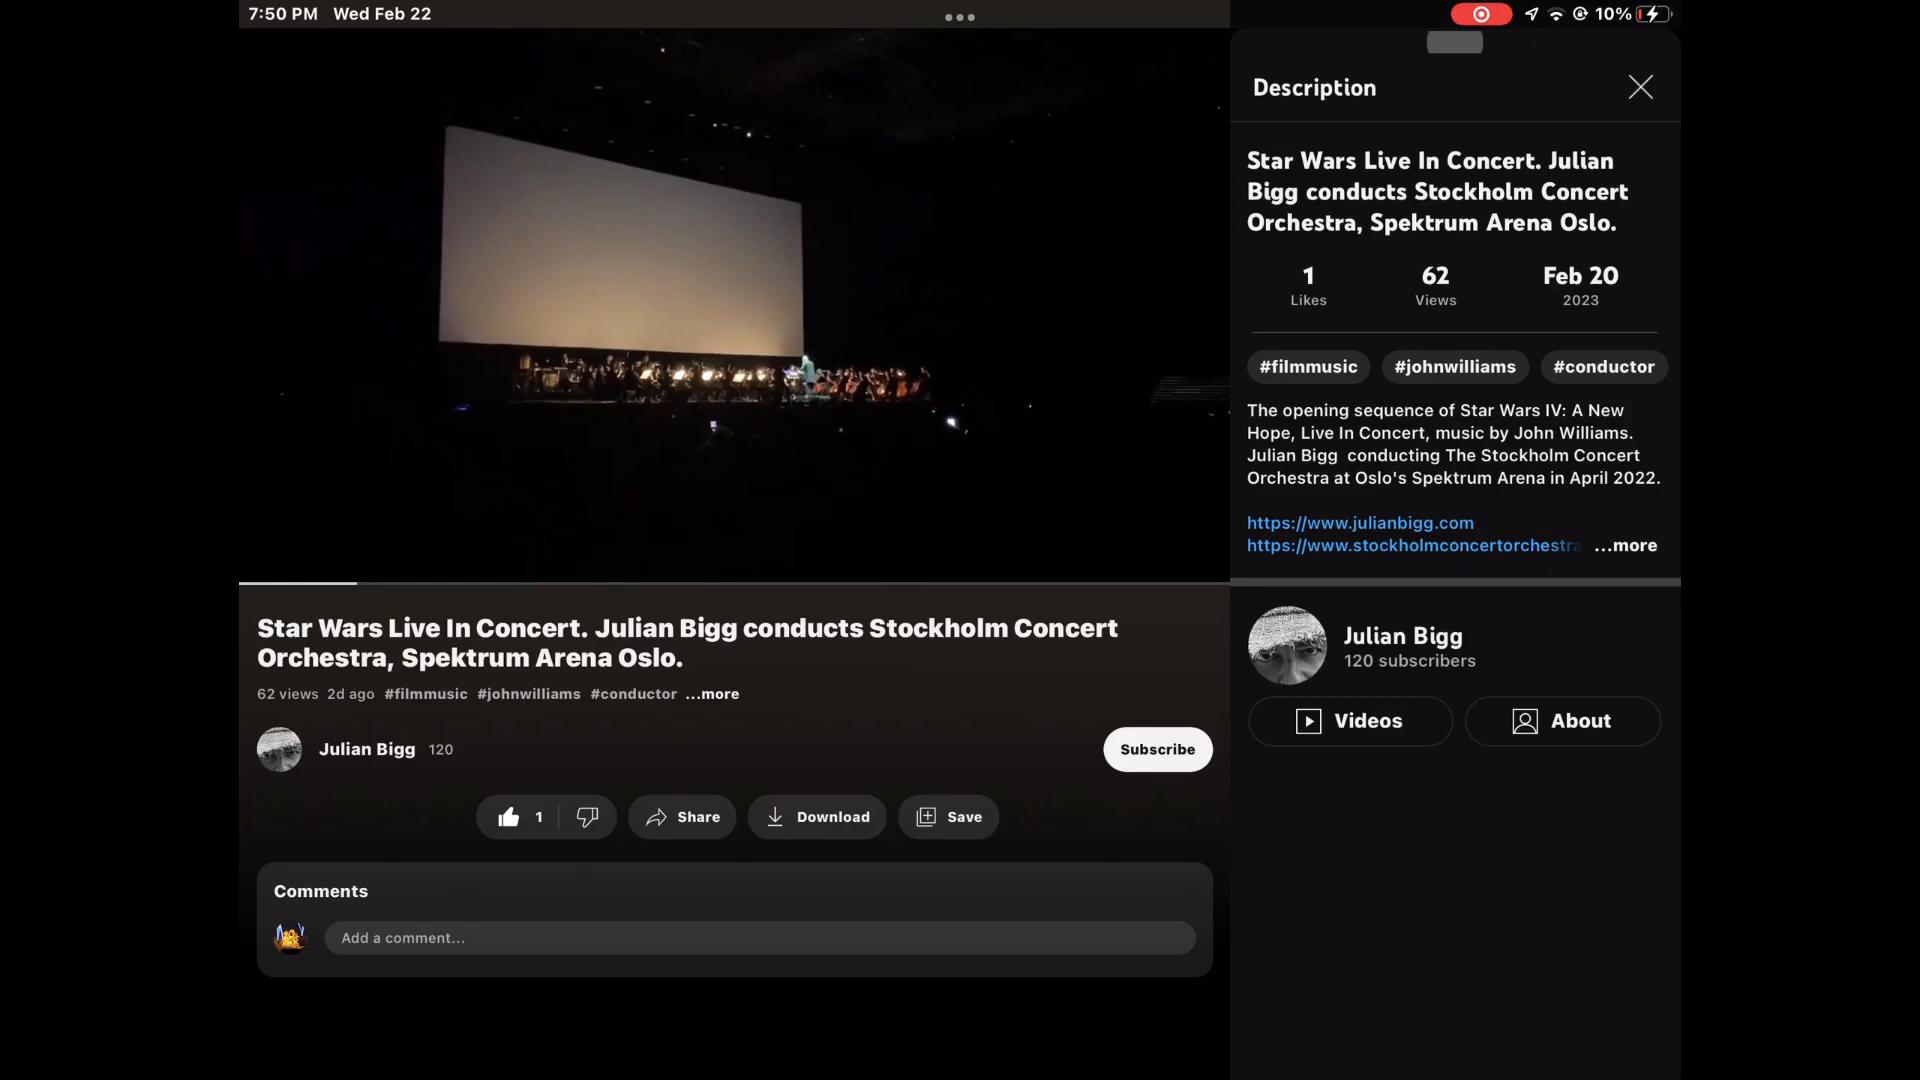 7:50 PM Wed Feb 22
10%
Description
Star Wars Live In Concert. Julian
Bigg conducts Stockholm Concert
Orchestra, Spektrum Arena Oslo.
1 62 Feb 20
Likes Views 2023
#filmmusic #johnwilliams #conductor
The opening sequence of Star Wars IV: A New
Hope, Live In Concert, music by John Williams.
Julian Bigg conducting The Stockholm Concert
Orchestra at Oslo's Spektrum Arena in April 2022.
https://www.julianbigg.com
https://www.stockholmconcertorchestra ...more
Julian Bigg
120 subscribers
Videos About
Star Wars Live In Concert. Julian Bigg conducts Stockholm Concert
Orchestra, Spektrum Arena Oslo.
62 views 2d ago #filmmusic #johnwilliams #conductor ...more
Julian Bigg 120 Subscribe
1 Share Download Save
Comments
Add a comment...